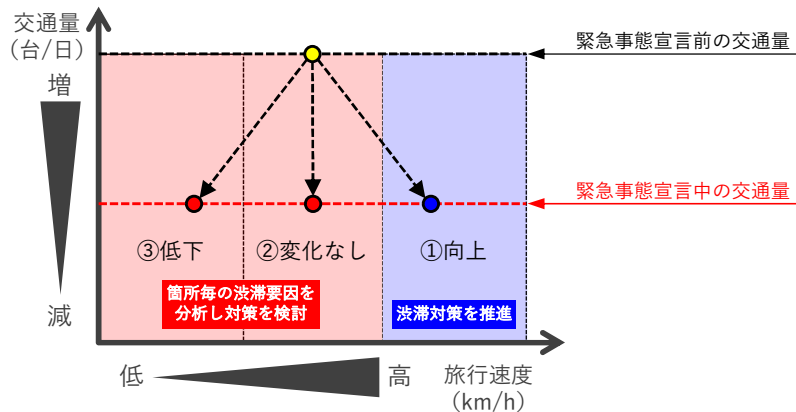 交通量
(台/日)
増
減
緊急事態宣言前の交通量
緊急事態宣言中の交通量
③低下
②変化なし
①向上
箇所毎の渋滞要因を
分析し対策を検討
渋滞対策を推進
低
高
旅行速度
(km/h)